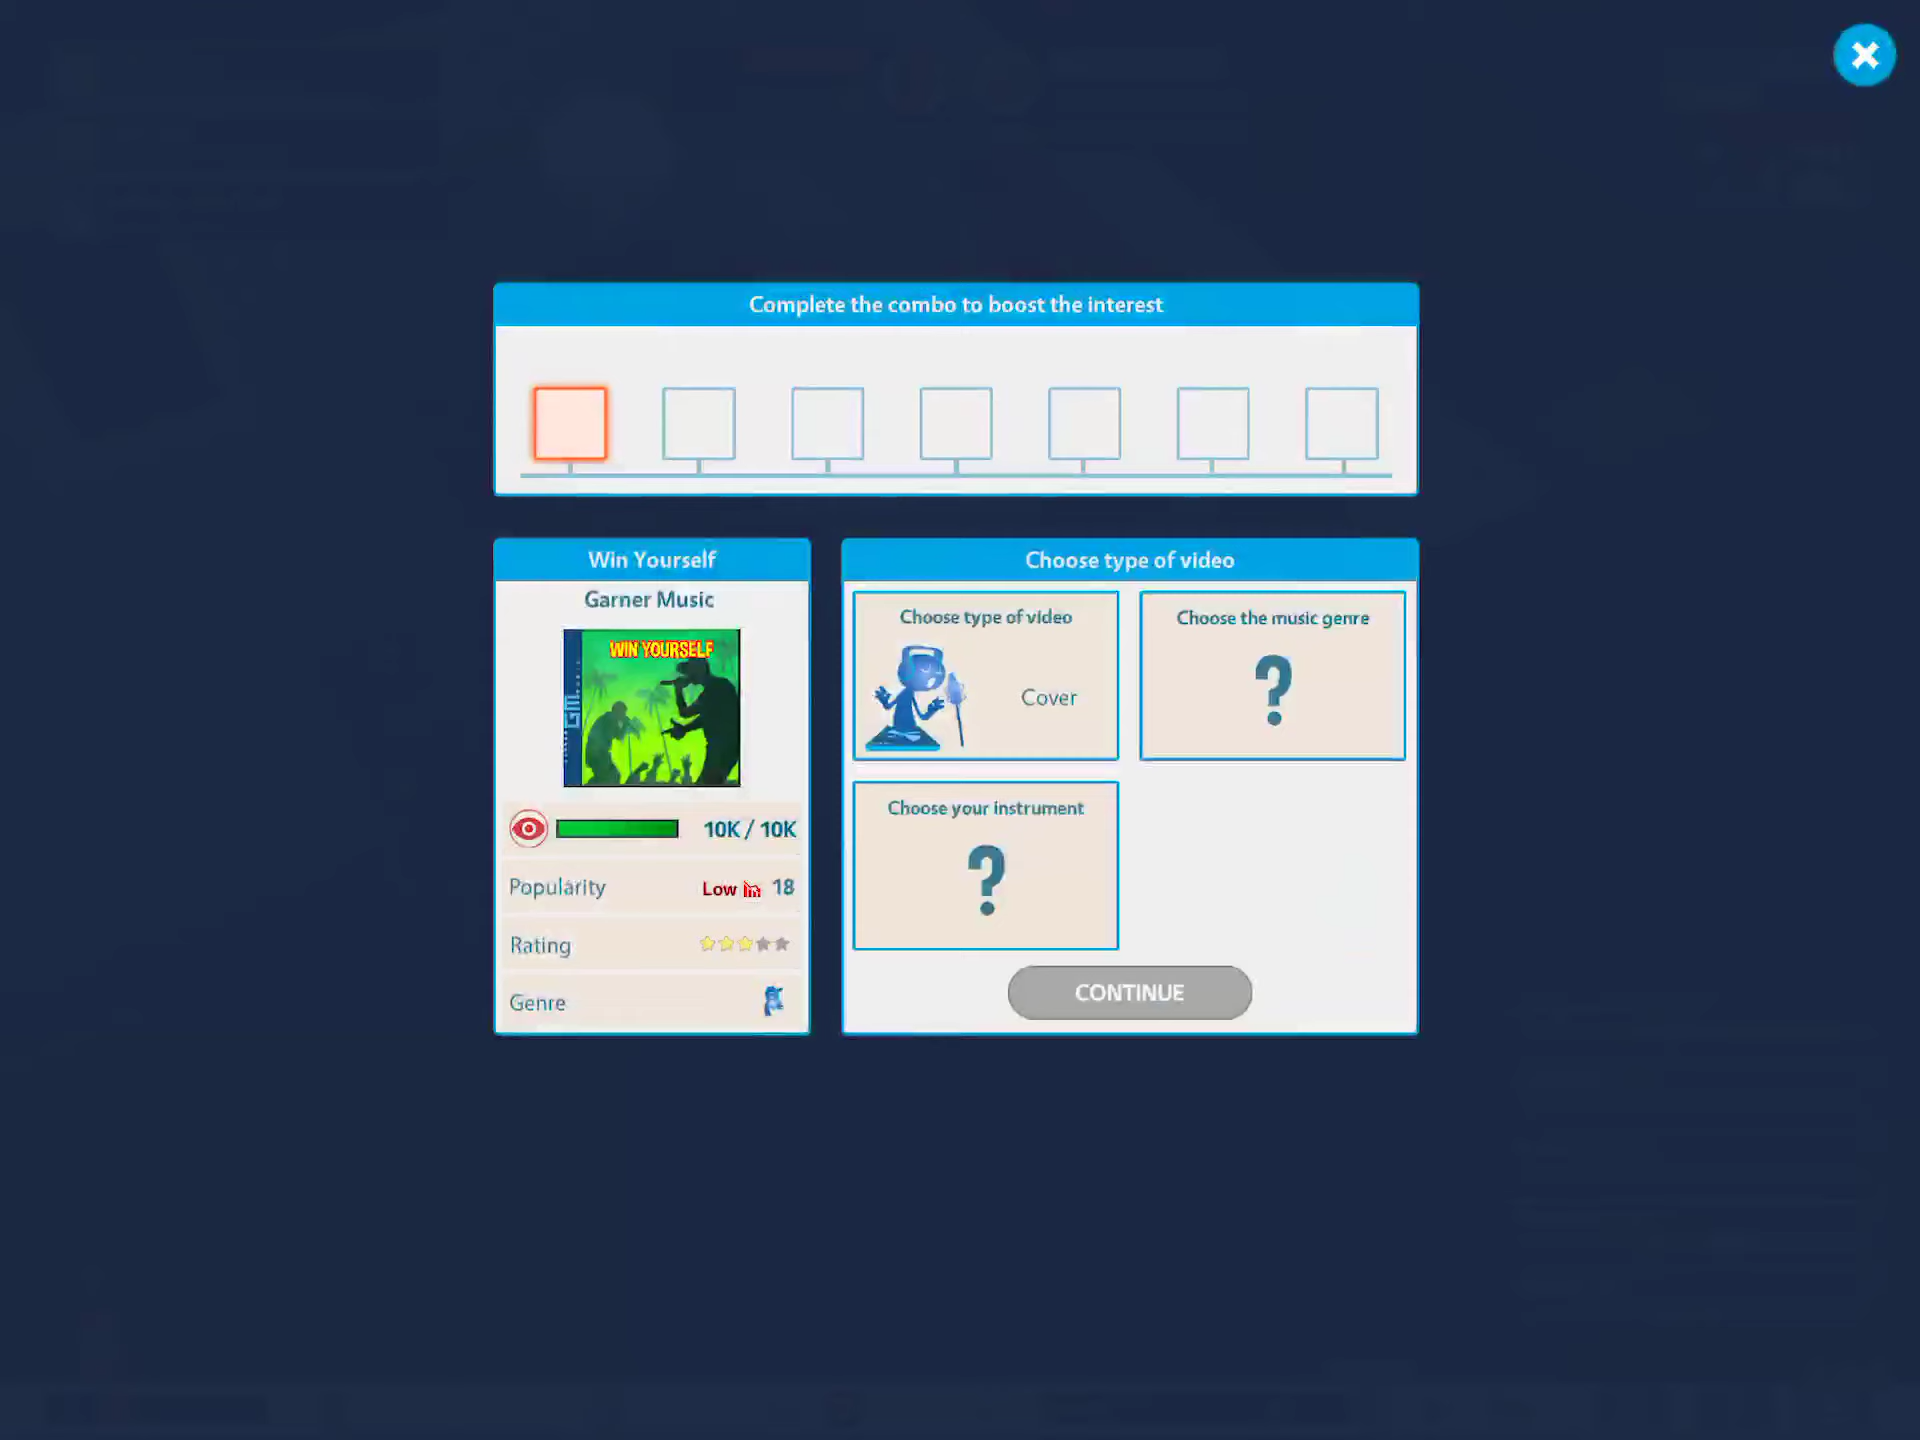 Complete the combo to boost the interest
Win Yourself
Garner Music
WIN YOURSELF
GM
10K / 10K
Popularity
Low 18
Rating
Genre
Choose type of video
Choose type of video
Cover
Choose the music genre
?
Choose your instrument
?
CONTINUE